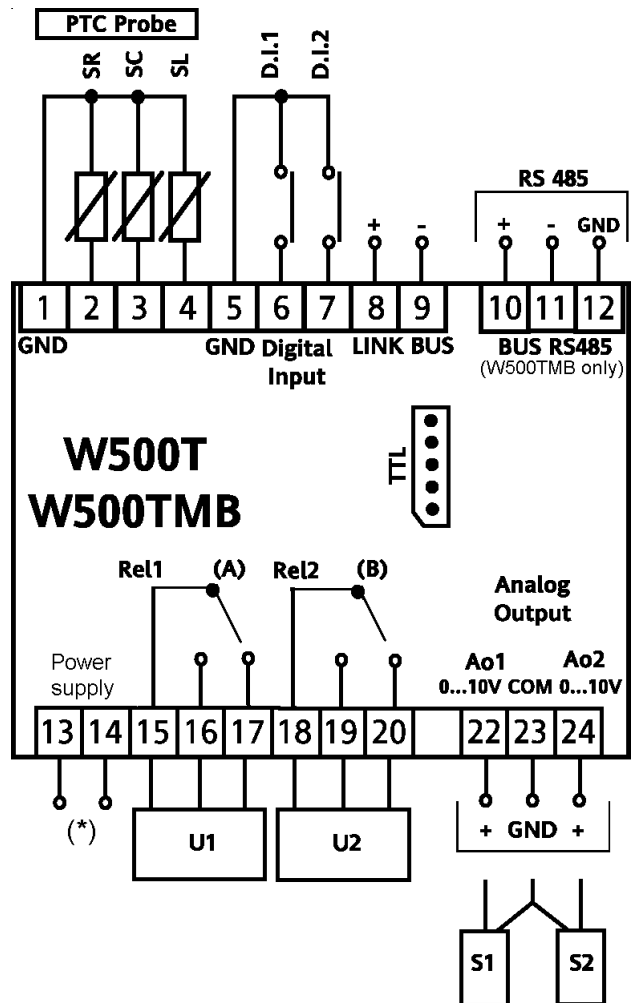 PTC Probe
SR SC SL D.I.1 D.I.2
RS 485
+ - + - GND
1 2 3 4 5 6 7 8 9 10 11 12
GND GND Digital Input LINK BUS BUS RS485
(W500TMB only)
W500T
W500TMB
TTL
Rel1 (A) Rel2 (B)
Analog
Output
Power
supply
Ao1 Ao2
0...10V COM 0...10V
13 14 15 16 17 18 19 20 22 23 24
(*)
U1 U2
+ GND +
S1 S2